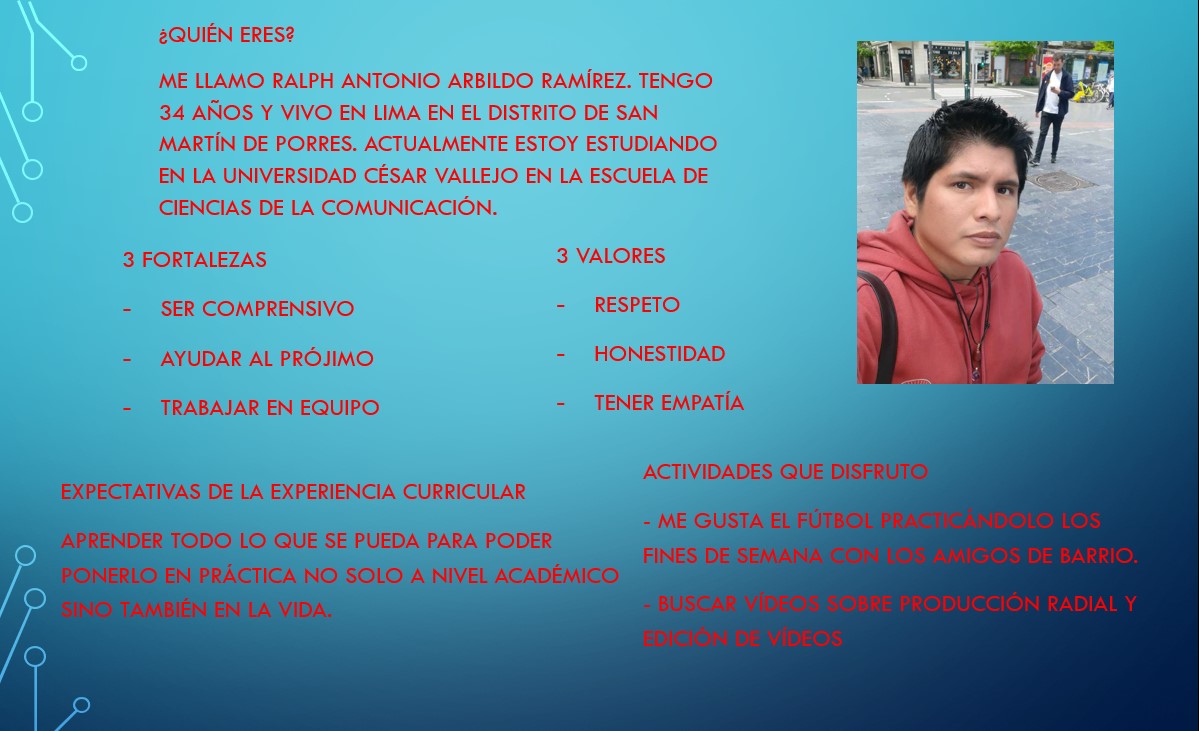 ¿QUIÉN ERES?
ME LLAMO RALPH ANTONIO ARBILDO RAMÍREZ. TENGO
34 AÑOS Y VIVO EN LIMA EN EL DISTRITO DE SAN
MARTÍN DE PORRES. ACTUALMENTE ESTOY ESTUDIANDO
EN LA UNIVERSIDAD CÉSAR VALLEJO EN LA ESCUELA DE
CIENCIAS DE LA COMUNICACIÓN.
3 FORTALEZAS
- SER COMPRENSIVO
- AYUDAR AL PRÓJIMO
- TRABAJAR EN EQUIPO
3 VALORES
- RESPETO
- HONESTIDAD
- TENER EMPATÍA
EXPECTATIVAS DE LA EXPERIENCIA CURRICULAR
APRENDER TODO LO QUE SE PUEDA PARA PODER
PONERLO EN PRÁCTICA NO SOLO A NIVEL ACADÉMICO
SINO TAMBIÉN EN LA VIDA.
ACTIVIDADES QUE DISFRUTO
- ME GUSTA EL FÚTBOL PRACTICÁNDOLO LOS
FINES DE SEMANA CON LOS AMIGOS DE BARRIO.
- BUSCAR VÍDEOS SOBRE PRODUCCIÓN RADIAL Y
EDICIÓN DE VÍDEOS